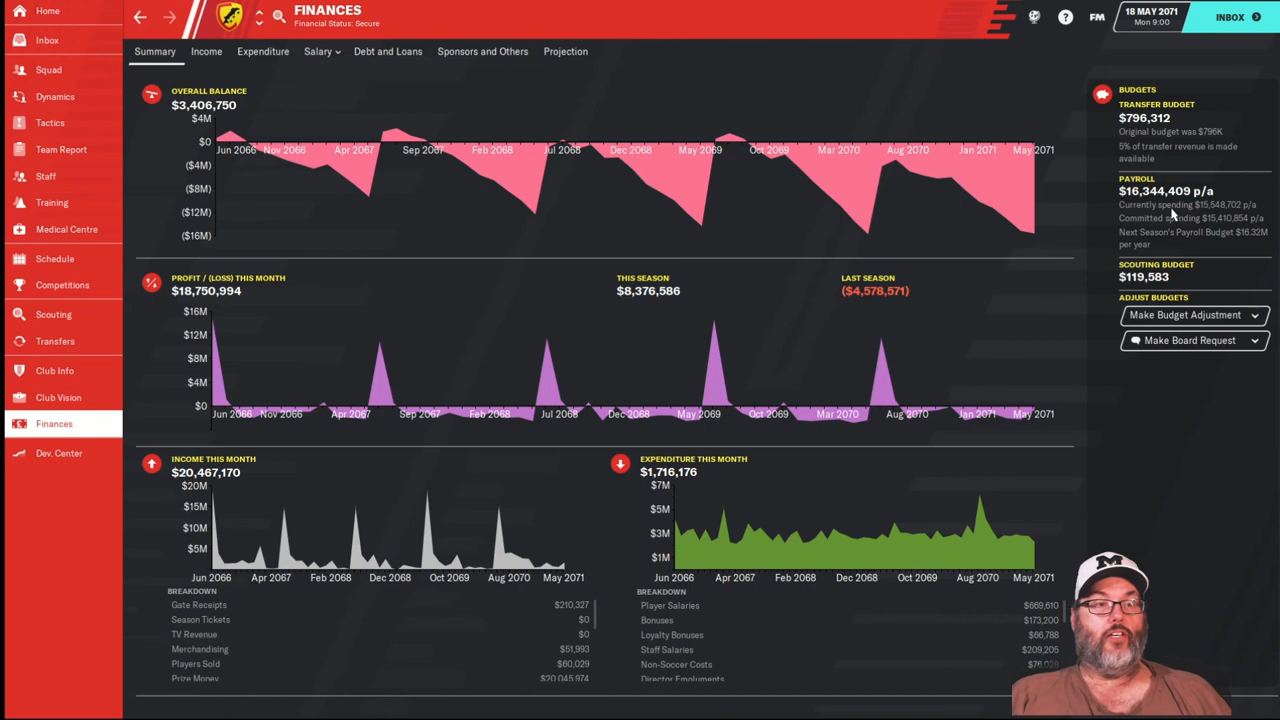 Home
Inbox
Squad
Dynamics
Tactics
Team Report
Staff
Training
Medical Centre
Schedule
Competitions
Scouting
Transfers
Club Info
Club Vision
Finances
Dev. Center
FINANCES
Financial Status: Secure
FM
18 MAY 2071
Mon 9:00
INBOX
Summary Income Expenditure Salary Debt and Loans Sponsors and Others Projection
OVERALL BALANCE
$3,406,750
$4M
$0
($4M)
($8M)
($12M)
($16M)
Jun 2066 Nov 2066 Apr 2067 Sep 2067 Feb 2068 Jul 2068 Dec 2068 May 2069 Oct 2069 Mar 2070 Aug 2070 Jan 2071 May 2071
PROFIT / (LOSS) THIS MONTH
$18,750,994
THIS SEASON
$8,376,586
LAST SEASON
($4,578,571)
$16M
$12M
$8M
$4M
$0
Jun 2066 Nov 2066 Apr 2067 Sep 2067 Feb 2068 Jul 2068 Dec 2068 May 2069 Oct 2069 Mar 2070 Aug 2070 Jan 2071 May 2071
INCOME THIS MONTH
$20,467,170
$20M
$15M
$10M
$5M
Jun 2066 Apr 2067 Feb 2068 Dec 2068 Oct 2069 Aug 2070 May 2071
BREAKDOWN
Gate Receipts $210,327
Season Tickets $0
TV Revenue $0
Merchandising $51,993
Players Sold $60,029
Prize Money $20,045,974
EXPENDITURE THIS MONTH
$1,716,176
$7M
$5M
$3M
$1M
Jun 2066 Apr 2067 Feb 2068 Dec 2068 Oct 2069 Aug 2070 May 2071
BREAKDOWN
Player Salaries $669,610
Bonuses $173,200
Loyalty Bonuses $66,788
Staff Salaries $209,205
Non-Soccer Costs $76,028
Director Emoluments
BUDGETS
TRANSFER BUDGET
$796,312
Original budget was $796K
5% of transfer revenue is made
available
PAYROLL
$16,344,409 p/a
Currently spending $15,548,702 p/a
Committed spending $15,410,854 p/a
Next Season's Payroll Budget $16.32M
per year
SCOUTING BUDGET
$119,583
ADJUST BUDGETS
Make Budget Adjustment
Make Board Request
M